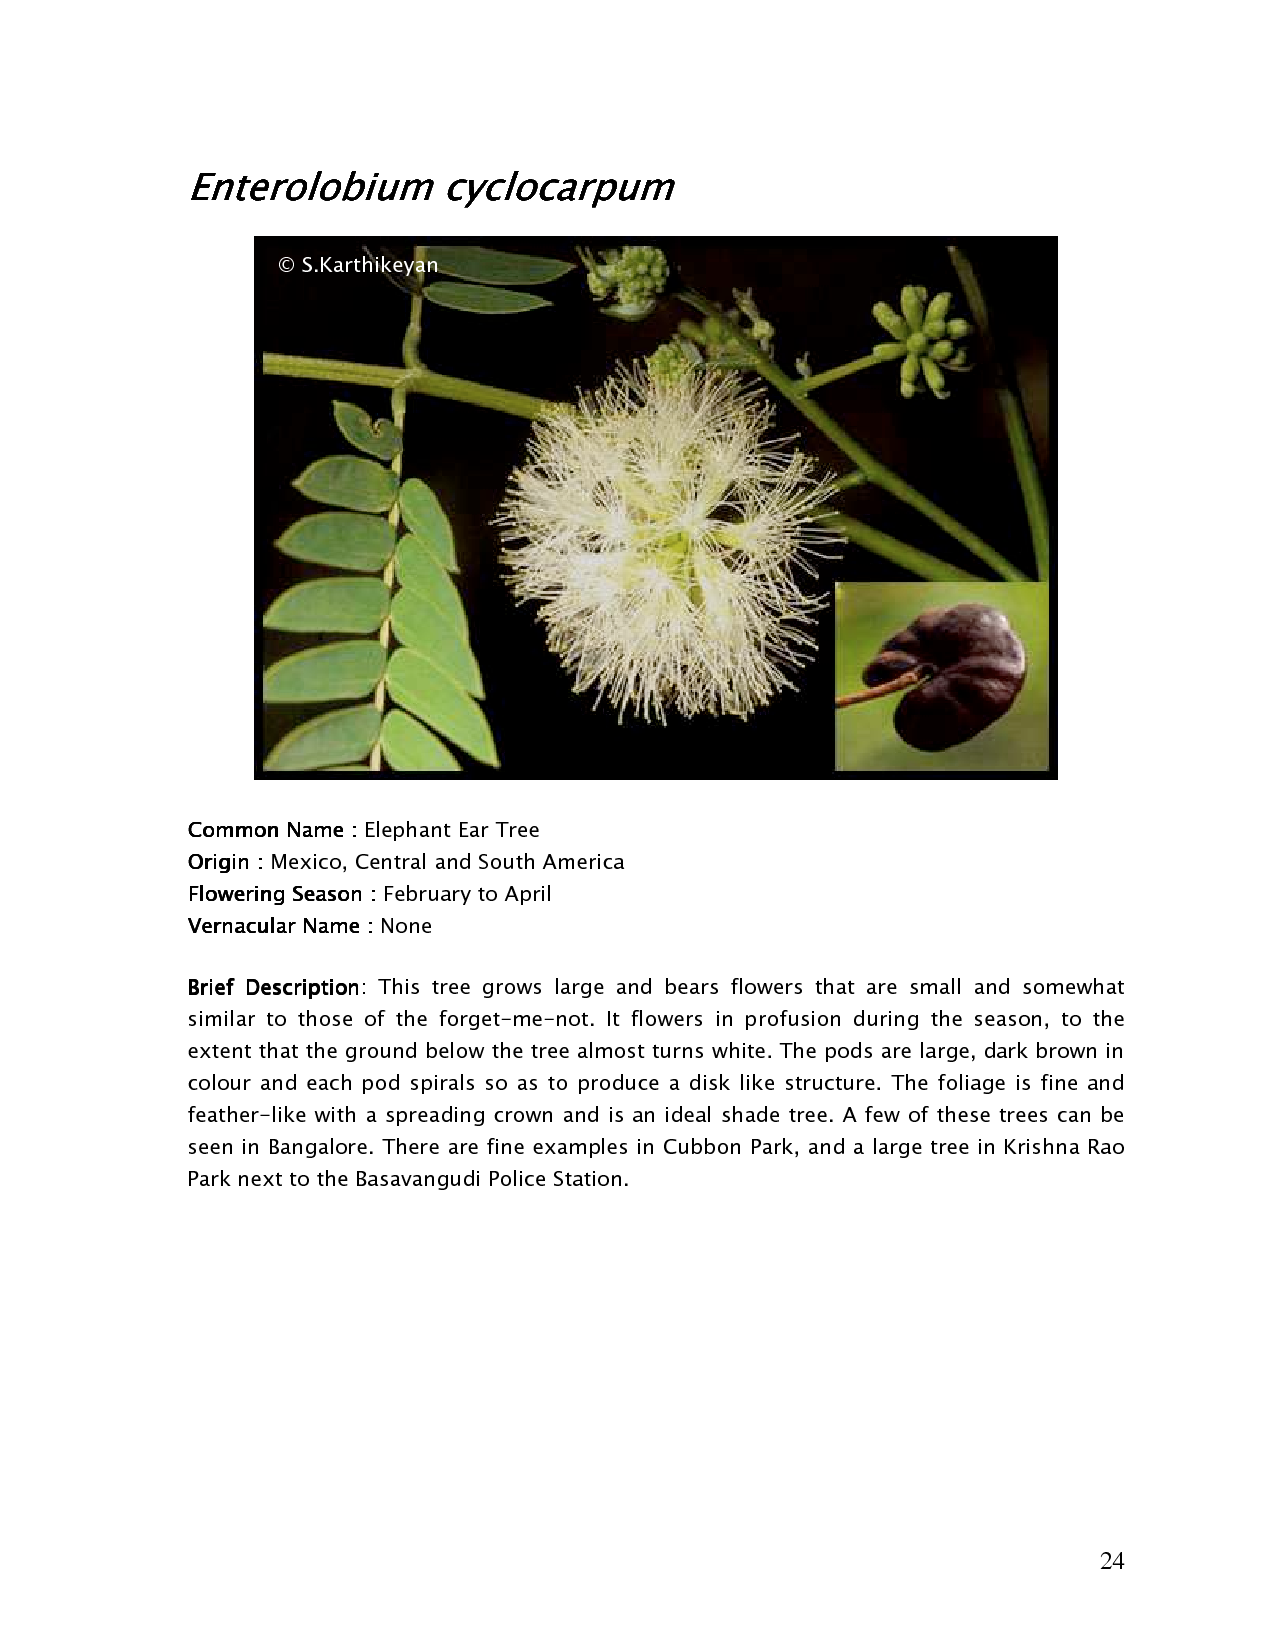 Enterolobium cyclocarpum
© S.Karthikeyan
Common Name : Elephant Ear Tree
Origin : Mexico, Central and South America
Flowering Season : February to April
Vernacular Name : None
Brief Description: This tree grows large and bears flowers that are small and somewhat
similar to those of the forget-me-not. It flowers in profusion during the season, to the
extent that the ground below the tree almost turns white. The pods are large, dark brown in
colour and each pod spirals so as to produce a disk like structure. The foliage is fine and
feather-like with a spreading crown and is an ideal shade tree. A few of these trees can be
seen in Bangalore. There are fine examples in Cubbon Park, and a large tree in Krishna Rao
Park next to the Basavangudi Police Station.
24